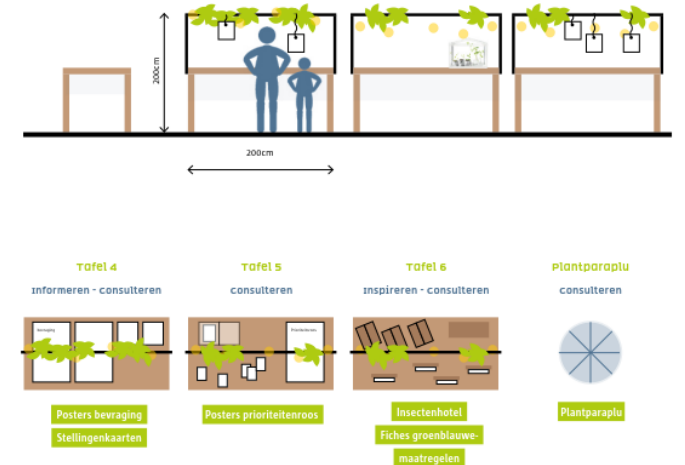 200cm
200cm
Tafel 4
Tafel 5
Tafel 6
Plantparaplu
Informeren - Consulteren
Consulteren
Inspireren - Consulteren
Consulteren
bevraging
Prioriteitenroos
Posters bevraging
Stellingenkaarten
Posters prioriteitenroos
Insectenhotel
Fiches groenblauwe-
maatregelen
Plantparaplu